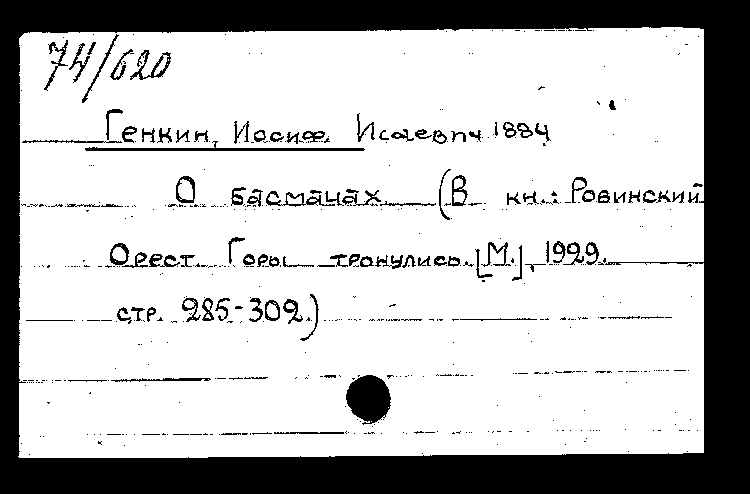 74/620
Генкин, Иосиф. Исаевич 1884
О басмачах. (В кн.: Ровинский
Орест. Горы тронулись. [М.], 1929.
стр. 285-302.)